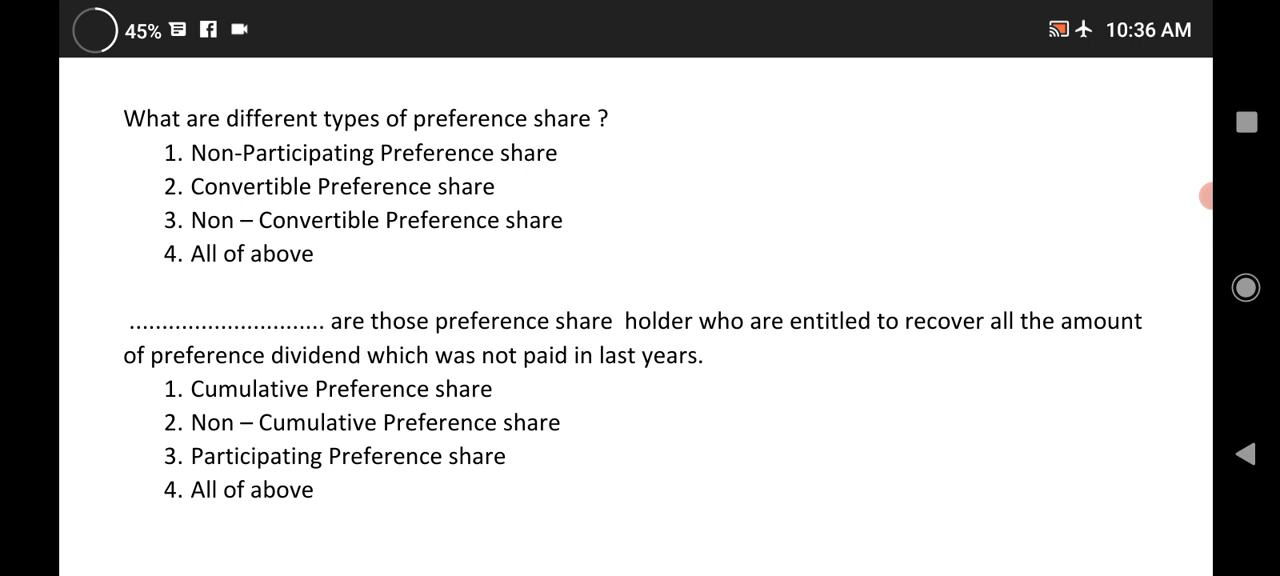 45% 10:36 AM
What are different types of preference share ?
1. Non-Participating Preference share
2. Convertible Preference share
3. Non – Convertible Preference share
4. All of above
.............................. are those preference share holder who are entitled to recover all the amount
of preference dividend which was not paid in last years.
1. Cumulative Preference share
2. Non – Cumulative Preference share
3. Participating Preference share
4. All of above